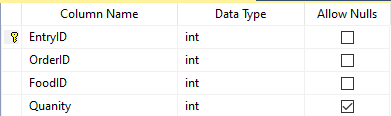 Column Name Data Type Allow Nulls
EntryID int
OrderID int
FoodID int
Quanity int